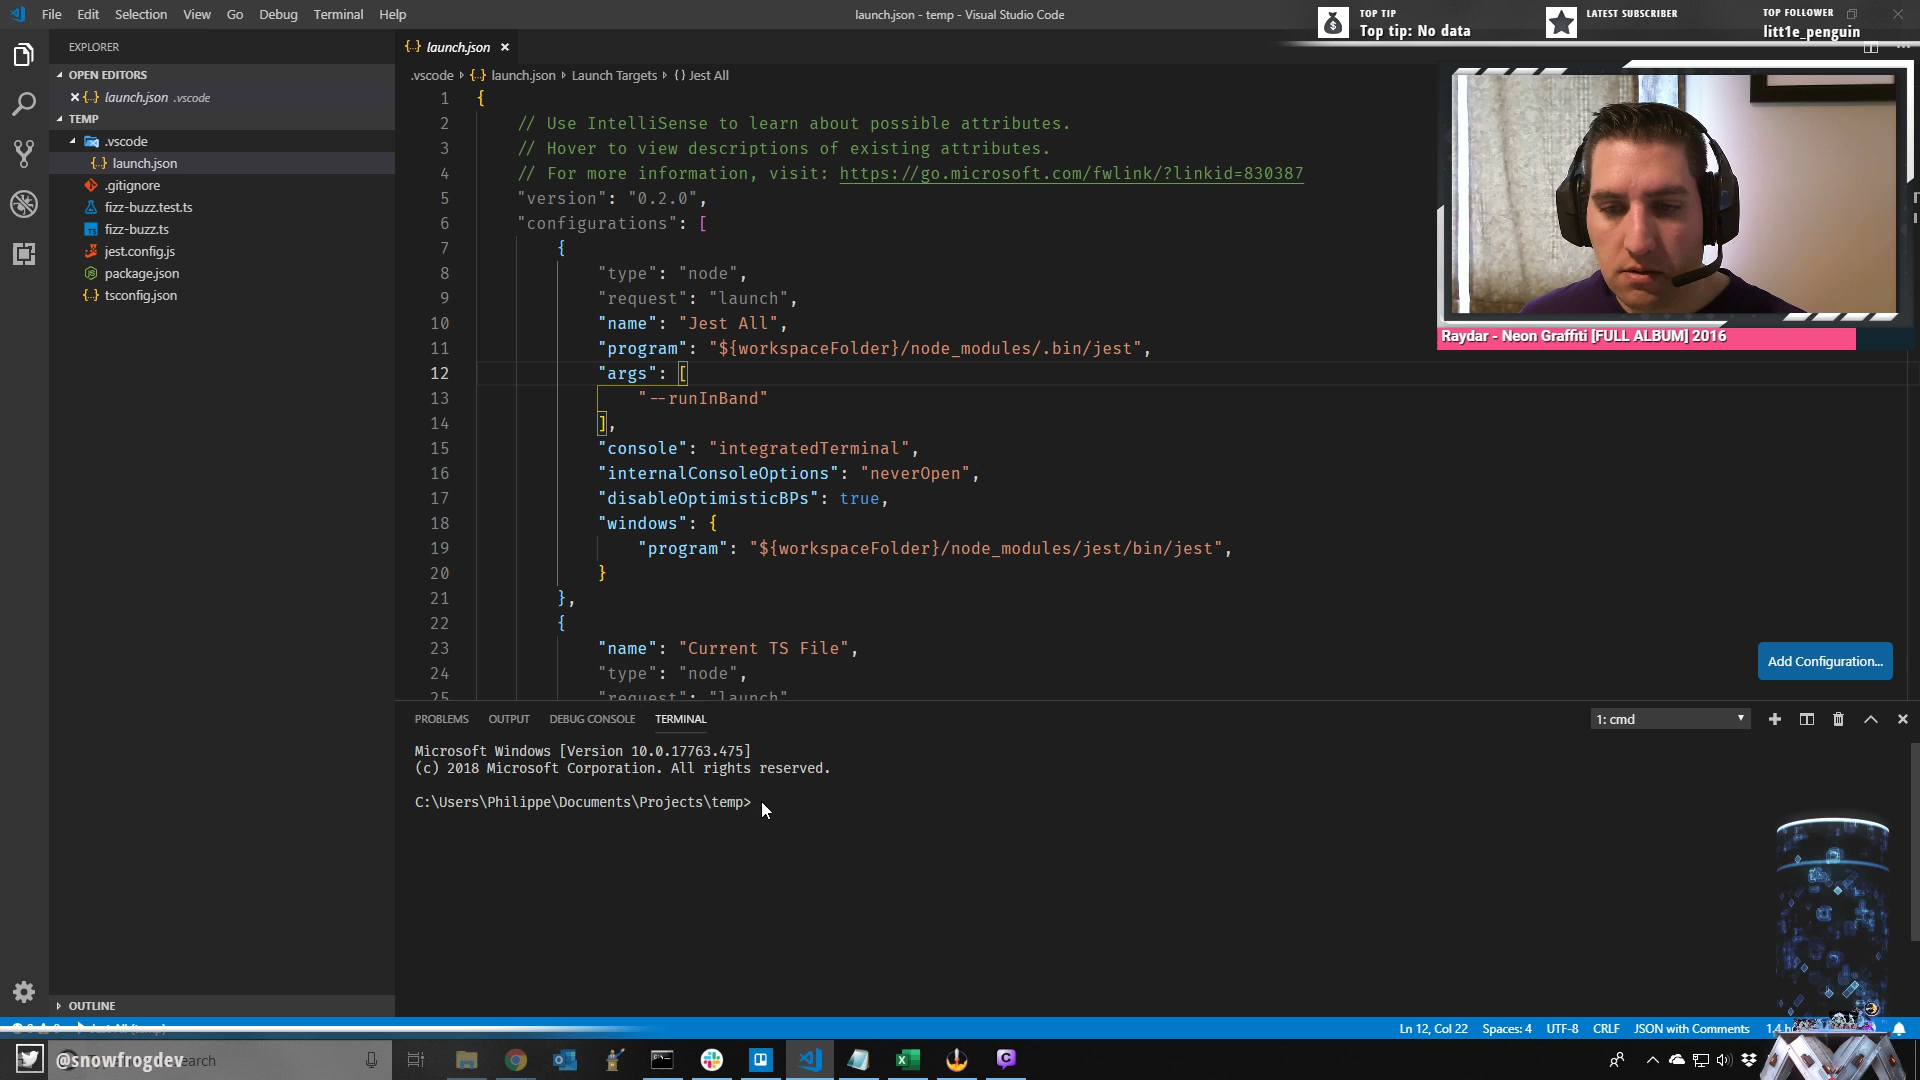 File Edit Selection View Go Debug Terminal Help
launch.json - temp - Visual Studio Code
TOP TIP
Top tip: No data
LATEST SUBSCRIBER
TOP FOLLOWER
litt1e_penguin
EXPLORER
OPEN EDITORS
launch.json .vscode
TEMP
.vscode
launch.json
.gitignore
fizz-buzz.test.ts
fizz-buzz.ts
jest.config.js
package.json
tsconfig.json
OUTLINE
launch.json
.vscode launch.json Launch Targets {} Jest All
1 {
2 // Use IntelliSense to learn about possible attributes.
3 // Hover to view descriptions of existing attributes.
4 // For more information, visit: https://go.microsoft.com/fwlink/?linkid=830387
5 "version": "0.2.0",
6 "configurations": [
7 {
8 "type": "node",
9 "request": "launch",
10 "name": "Jest All",
11 "program": "${workspaceFolder}/node_modules/.bin/jest",
12 "args": [
13 "--runInBand"
14 ],
15 "console": "integratedTerminal",
16 "internalConsoleOptions": "neverOpen",
17 "disableOptimisticBPs": true,
18 "windows": {
19 "program": "${workspaceFolder}/node_modules/jest/bin/jest",
20 }
21 },
22 {
23 "name": "Current TS File",
24 "type": "node",
25 "request": "launch"
Raydar - Neon Graffiti [FULL ALBUM] 2016
Add Configuration...
PROBLEMS OUTPUT DEBUG CONSOLE TERMINAL
1: cmd
Microsoft Windows [Version 10.0.17763.475]
(c) 2018 Microsoft Corporation. All rights reserved.
C:\Users\Philippe\Documents\Projects\temp>
Ln 12, Col 22 Spaces: 4 UTF-8 CRLF JSON with Comments
@snowfrogdev